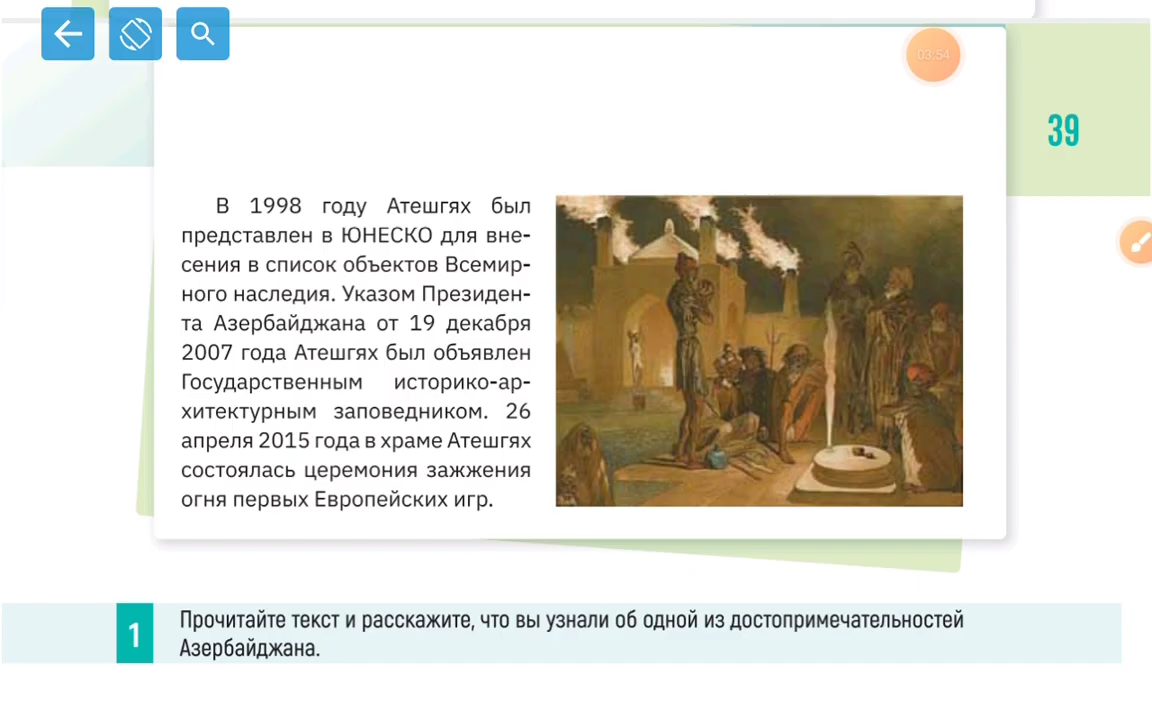 03:54
39
В 1998 году Атешгях был
представлен в ЮНЕСКО для вне-
сения в список объектов Всемир-
ного наследия. Указом Президен-
та Азербайджана от 19 декабря
2007 года Атешгях был объявлен
Государственным историко-ар-
хитектурным заповедником. 26
апреля 2015 года в храме Атешгях
состоялась церемония зажжения
огня первых Европейских игр.
1
Прочитайте текст и расскажите, что вы узнали об одной из достопримечательностей
Азербайджана.